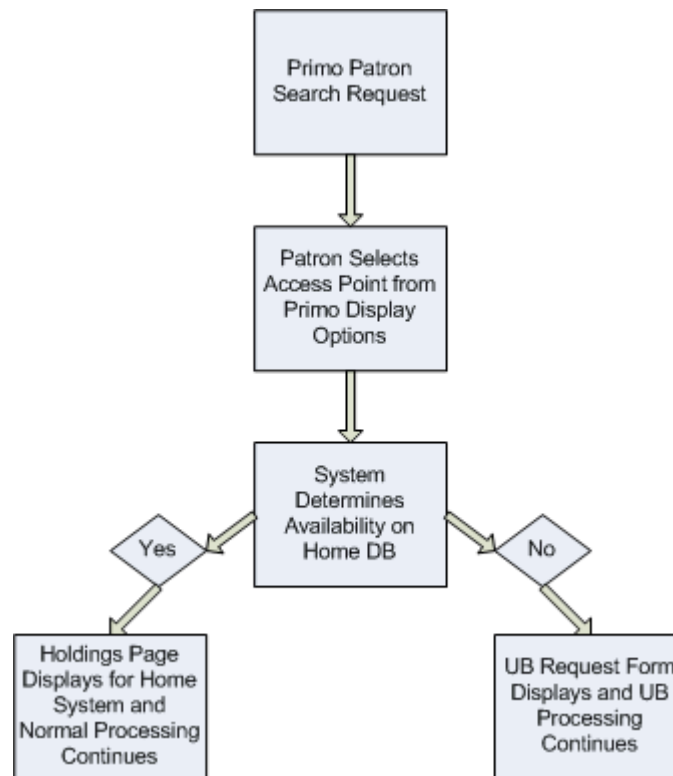 Primo Patron
Search Request
Patron Selects
Access Point from
Primo Display
Options
System
Determines
Availability on
Home DB
Yes
No
Holdings Page
Displays for Home
System and
Normal Processing
Continues
UB Request Form
Displays and UB
Processing
Continues